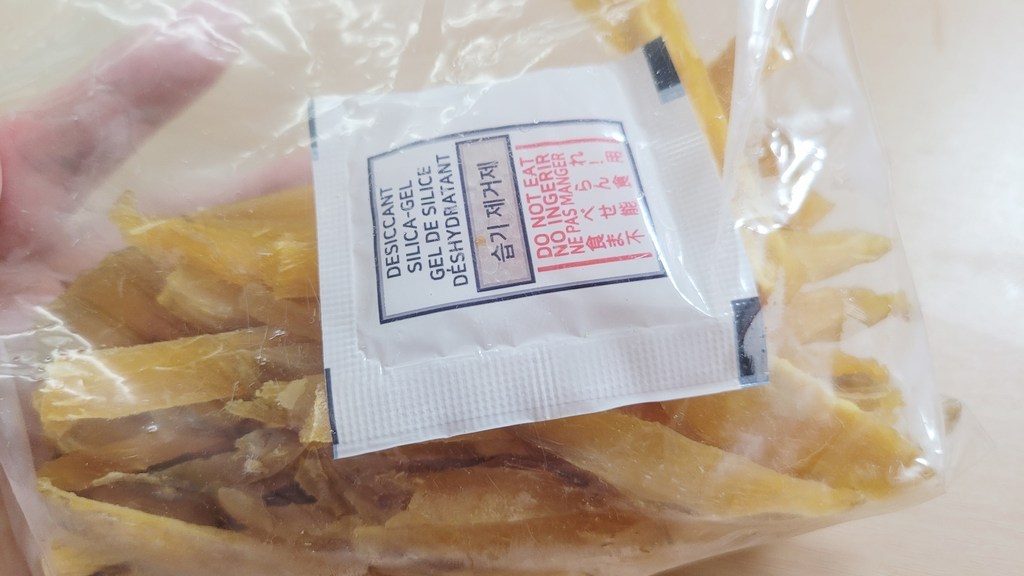 DESICCANT
SILICA-GEL
GEL DE SILICE
DÉSHYDRATANT
습기 제거제
DO NOT EAT
NO INGERIR
NE PAS MANGER
食べられ
ません!
不能食用